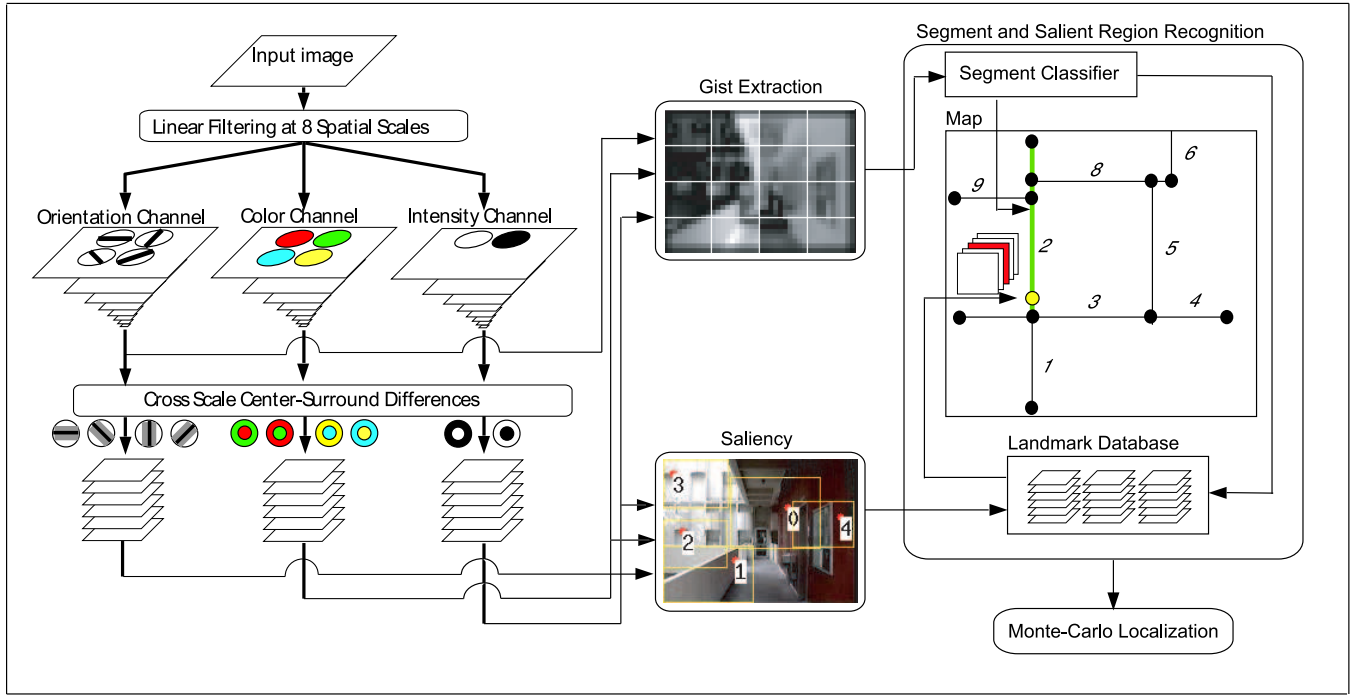 Input image
Linear Filtering at 8 Spatial Scales
Orientation Channel
Color Channel
Intensity Channel
Cross Scale Center-Surround Differences
Gist Extraction
Saliency
3
2
1
0
4
Segment and Salient Region Recognition
Segment Classifier
Map
6
8
9
2
5
3
4
1
Landmark Database
Monte-Carlo Localization